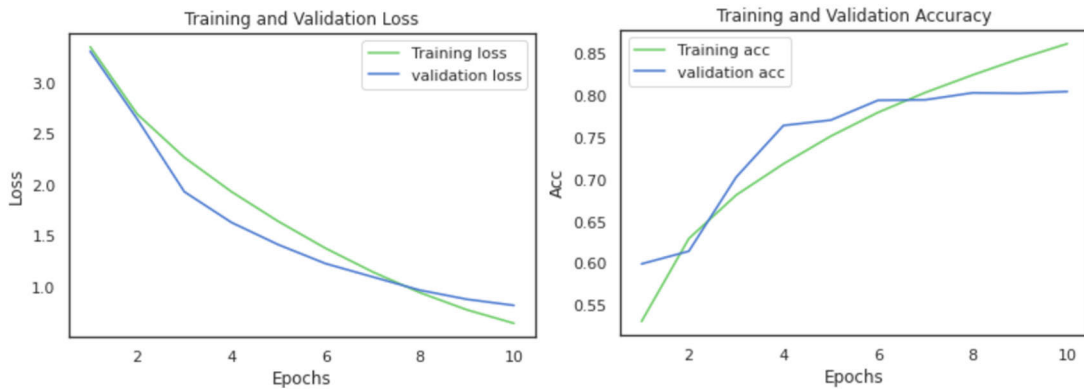 Training and Validation Loss
Training loss
validation loss
3.0
2.5
2.0
1.5
1.0
Loss
2 4 6 8 10
Epochs
Training and Validation Accuracy
Training acc
validation acc
0.85
0.80
0.75
0.70
0.65
0.60
0.55
Acc
2 4 6 8 10
Epochs